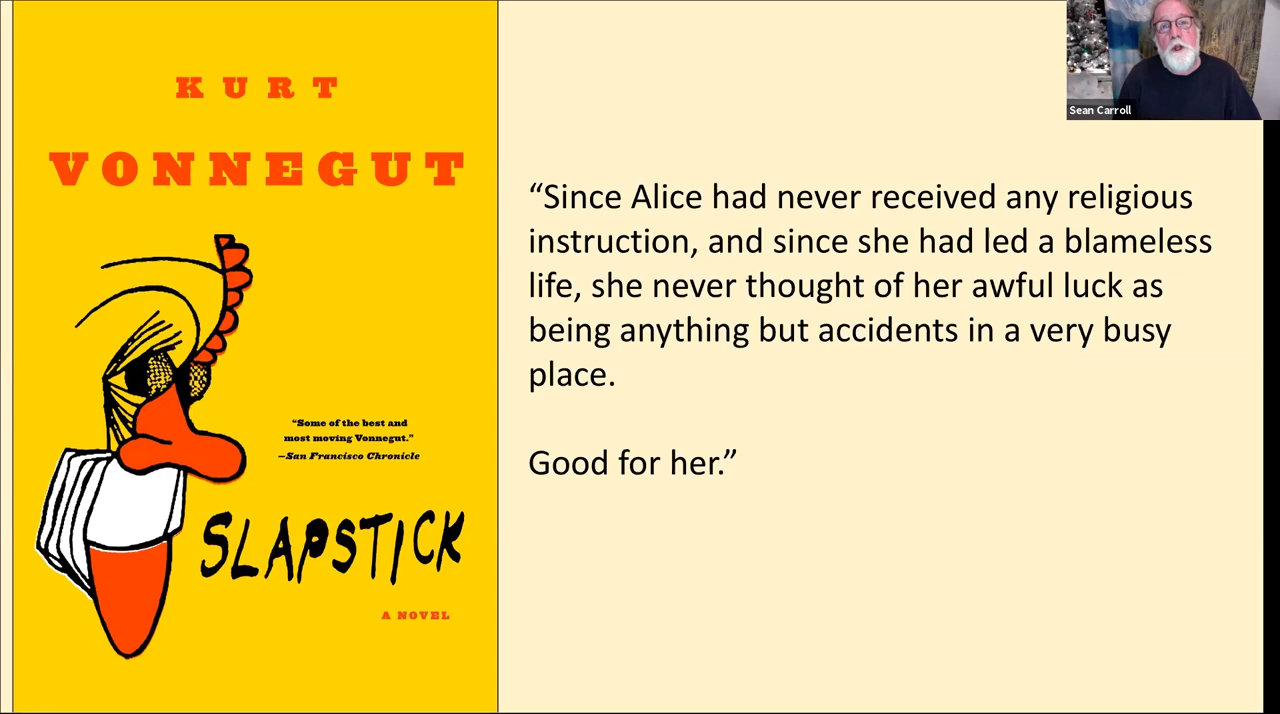 KURT
VONNEGUT
“Some of the best and
most moving Vonnegut.”
—San Francisco Chronicle
SLAPSTICK
A NOVEL
“Since Alice had never received any religious
instruction, and since she had led a blameless
life, she never thought of her awful luck as
being anything but accidents in a very busy
place.
Good for her.”
Sean Carroll